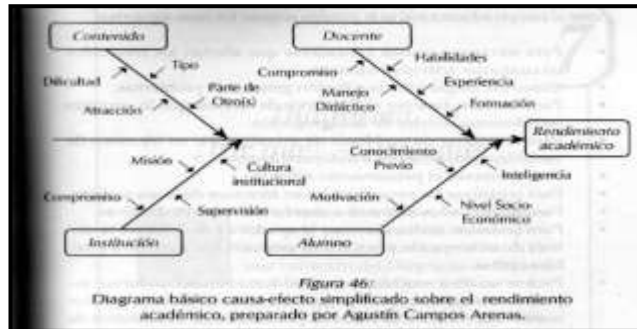 Contenido
Docente
7
Tipo
Habilidades
Dificultad
Compromiso
Parte de
Otro(s)
Experiencia
Manejo
Didáctico
Atracción
Formación
Rendimiento
académico
Misión
Cultura
institucional
Conocimiento
Previo
Inteligencia
Compromiso
Motivación
Supervisión
Nivel Socio-
Económico
Institución
Alumno
Figura 46:
Diagrama básico causa-efecto simplificado sobre el rendimiento
académico, preparado por Agustín Campos Arenas.